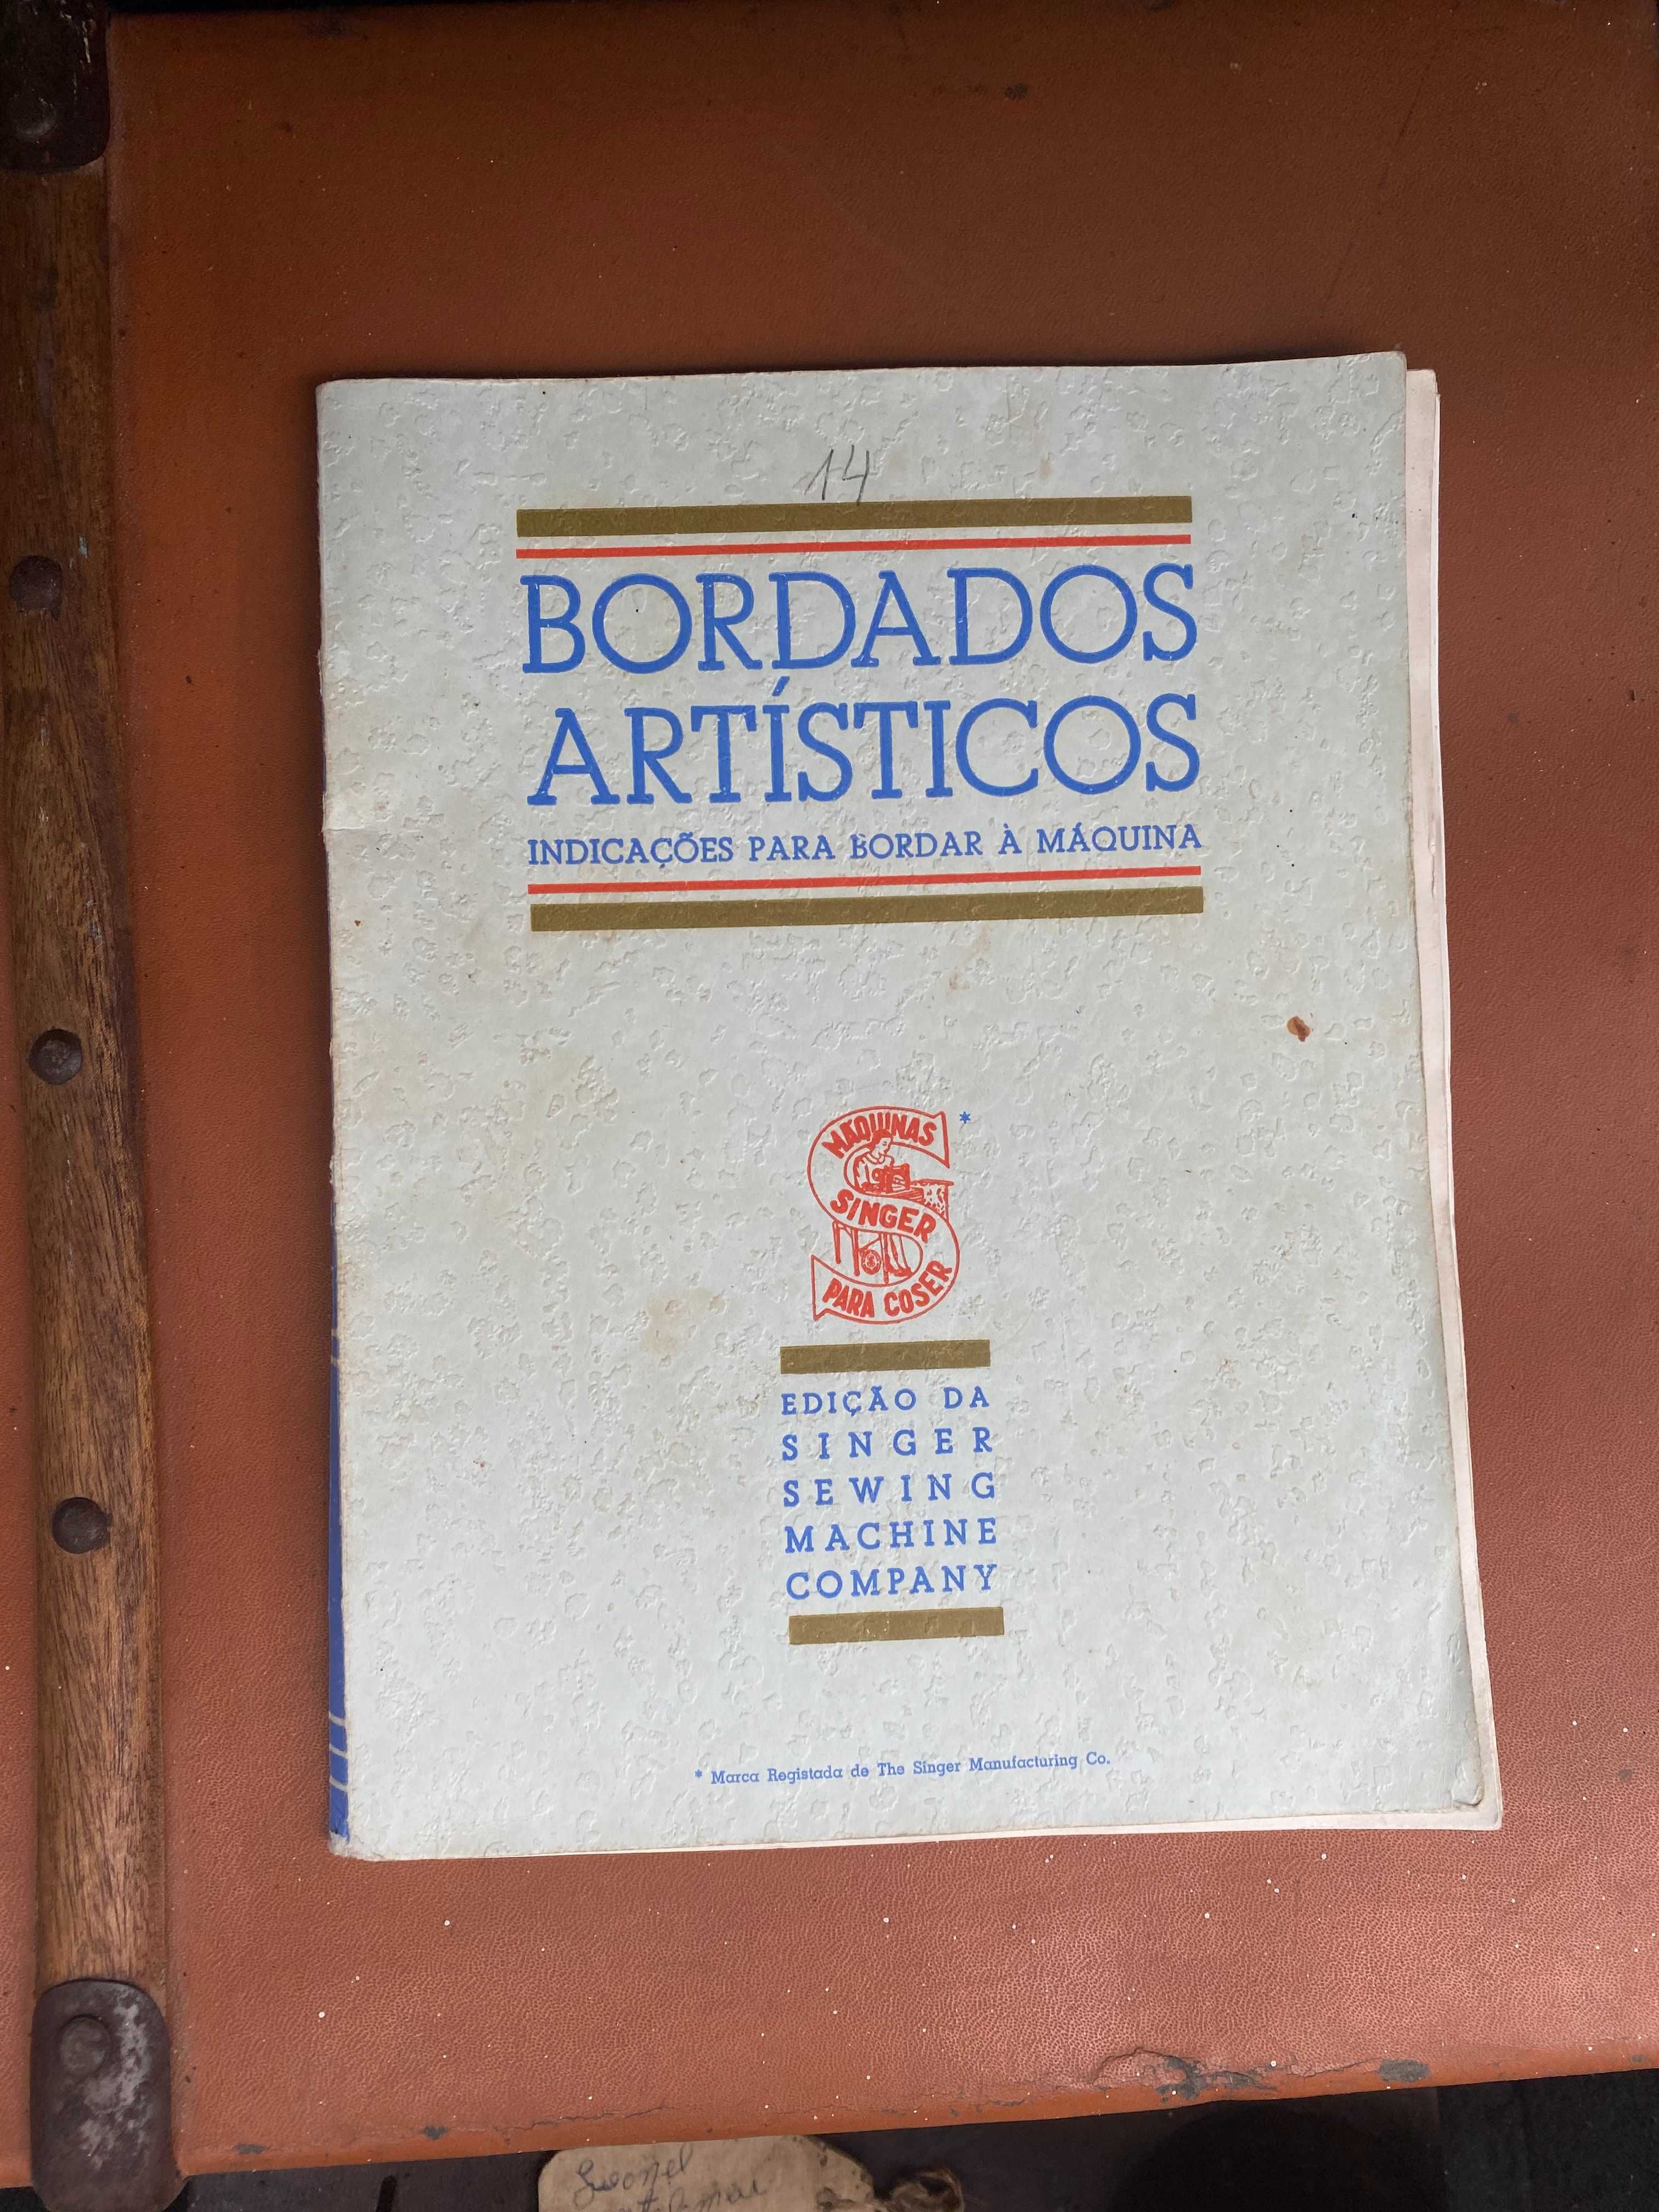 14
BORDADOS
ARTÍSTICOS
INDICAÇÕES PARA BORDAR À MÁQUINA
MÁQUINAS *
SINGER
PARA COSER
EDIÇÃO DA
SINGER
SEWING
MACHINE
COMPANY
* Marca Registada de The Singer Manufacturing Co.